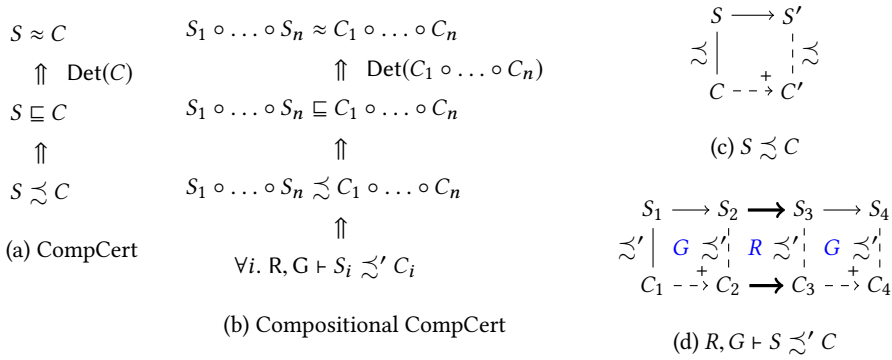 S ≈ C
⇑ Det(C)
S ⊑ C
⇑
S ≾ C
(a) CompCert
S₁ ∘ … ∘ Sₙ ≈ C₁ ∘ … ∘ Cₙ
⇑ Det(C₁ ∘ … ∘ Cₙ)
S₁ ∘ … ∘ Sₙ ⊑ C₁ ∘ … ∘ Cₙ
⇑
S₁ ∘ … ∘ Sₙ ≾ C₁ ∘ … ∘ Cₙ
⇑
∀i. R, G ⊢ Sᵢ ≾′ Cᵢ
(b) Compositional CompCert
S → S′
≾ ≾
+
C ⇢ C′
(c) S ≾ C
S₁ → S₂ → S₃ → S₄
≾′ G ≾′ R ≾′ G ≾′
+ +
C₁ ⇢ C₂ → C₃ ⇢ C₄
(d) R, G ⊢ S ≾′ C